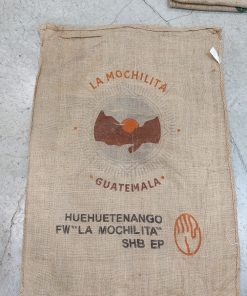 LA MOCHILITA
GUATEMALA
HUEHUETENANGO
FW "LA MOCHILITA"
SHB EP